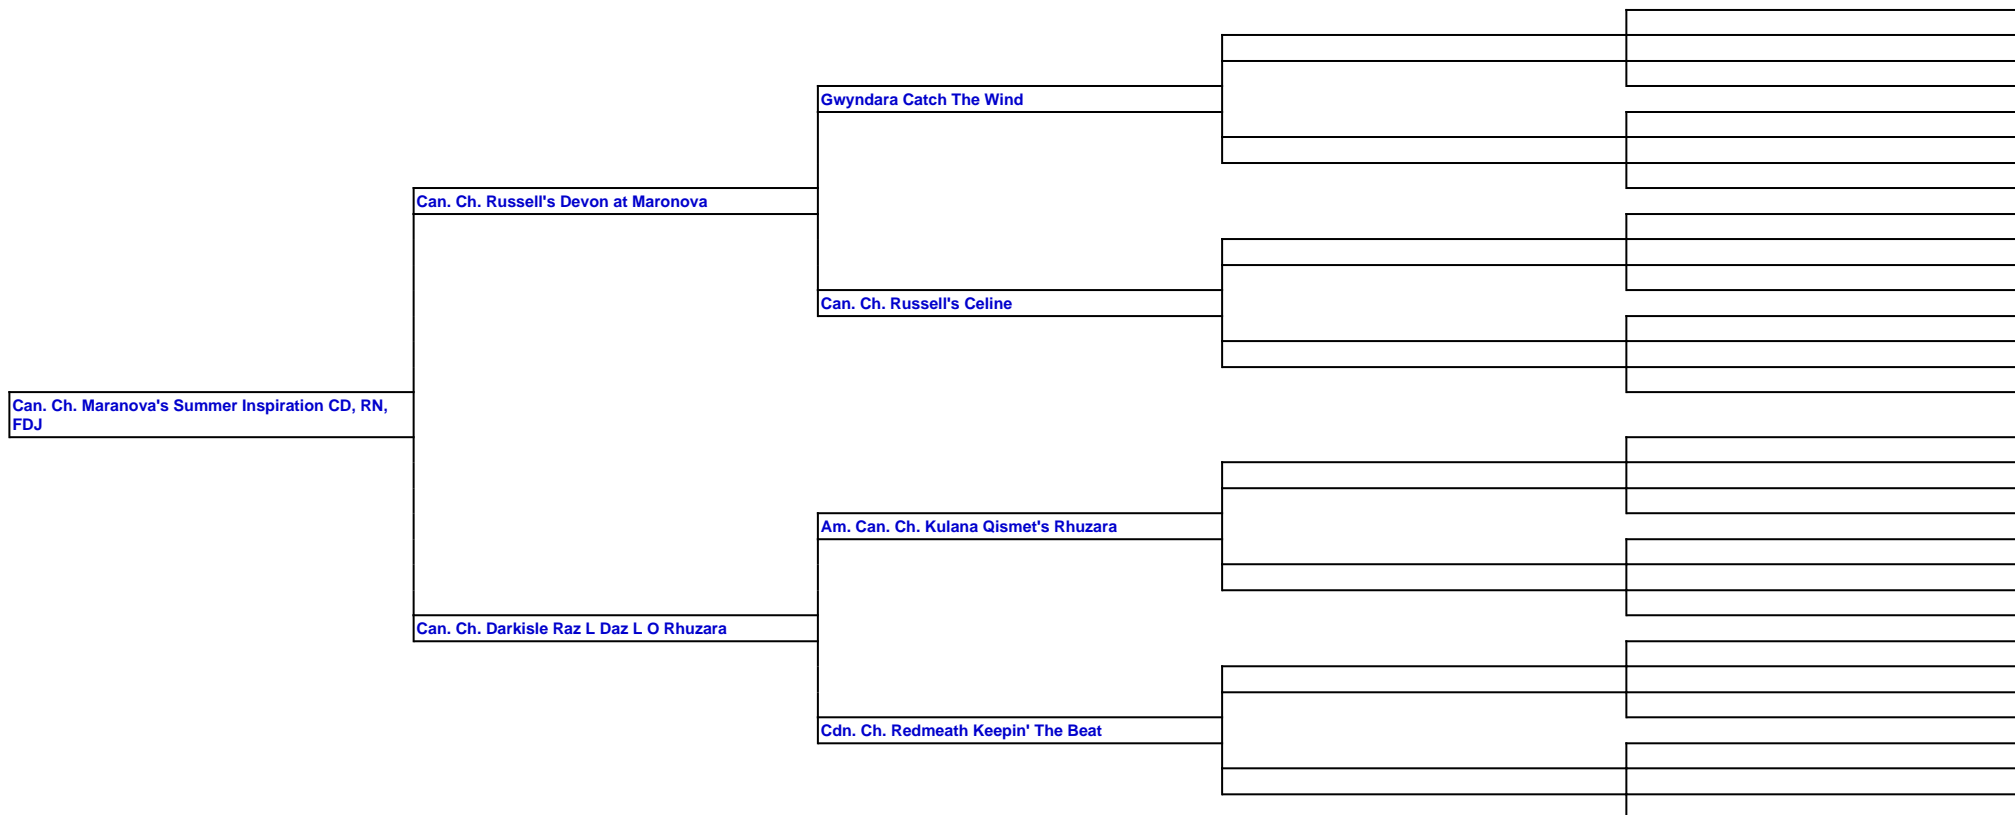 Gwyndara Catch The Wind
Can. Ch. Russell's Devon at Maronova
Can. Ch. Russell's Celine
Can. Ch. Maranova's Summer Inspiration CD, RN,
FDJ
Am. Can. Ch. Kulana Qismet's Rhuzara
Can. Ch. Darkisle Raz L Daz L O Rhuzara
Cdn. Ch. Redmeath Keepin' The Beat